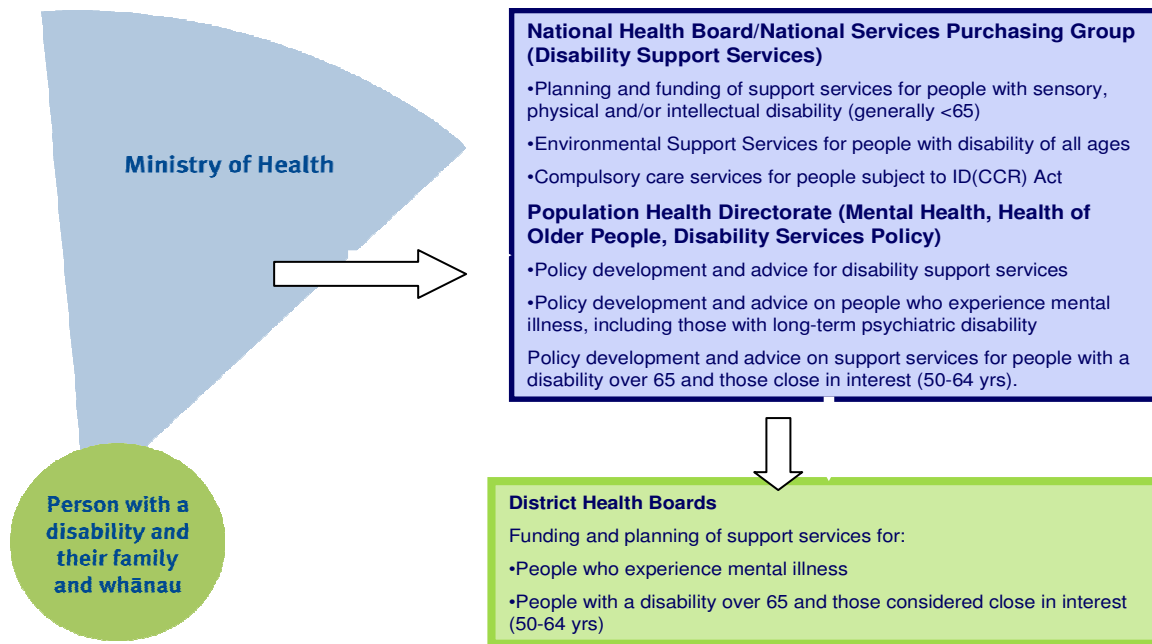 Ministry of Health
Person with a
disability and
their family
and whānau
National Health Board/National Services Purchasing Group
(Disability Support Services)
•Planning and funding of support services for people with sensory,
physical and/or intellectual disability (generally <65)
•Environmental Support Services for people with disability of all ages
•Compulsory care services for people subject to ID(CCR) Act
Population Health Directorate (Mental Health, Health of
Older People, Disability Services Policy)
•Policy development and advice for disability support services
•Policy development and advice on people who experience mental
illness, including those with long-term psychiatric disability
Policy development and advice on support services for people with a
disability over 65 and those close in interest (50-64 yrs).
District Health Boards
Funding and planning of support services for:
•People who experience mental illness
•People with a disability over 65 and those considered close in interest
(50-64 yrs)